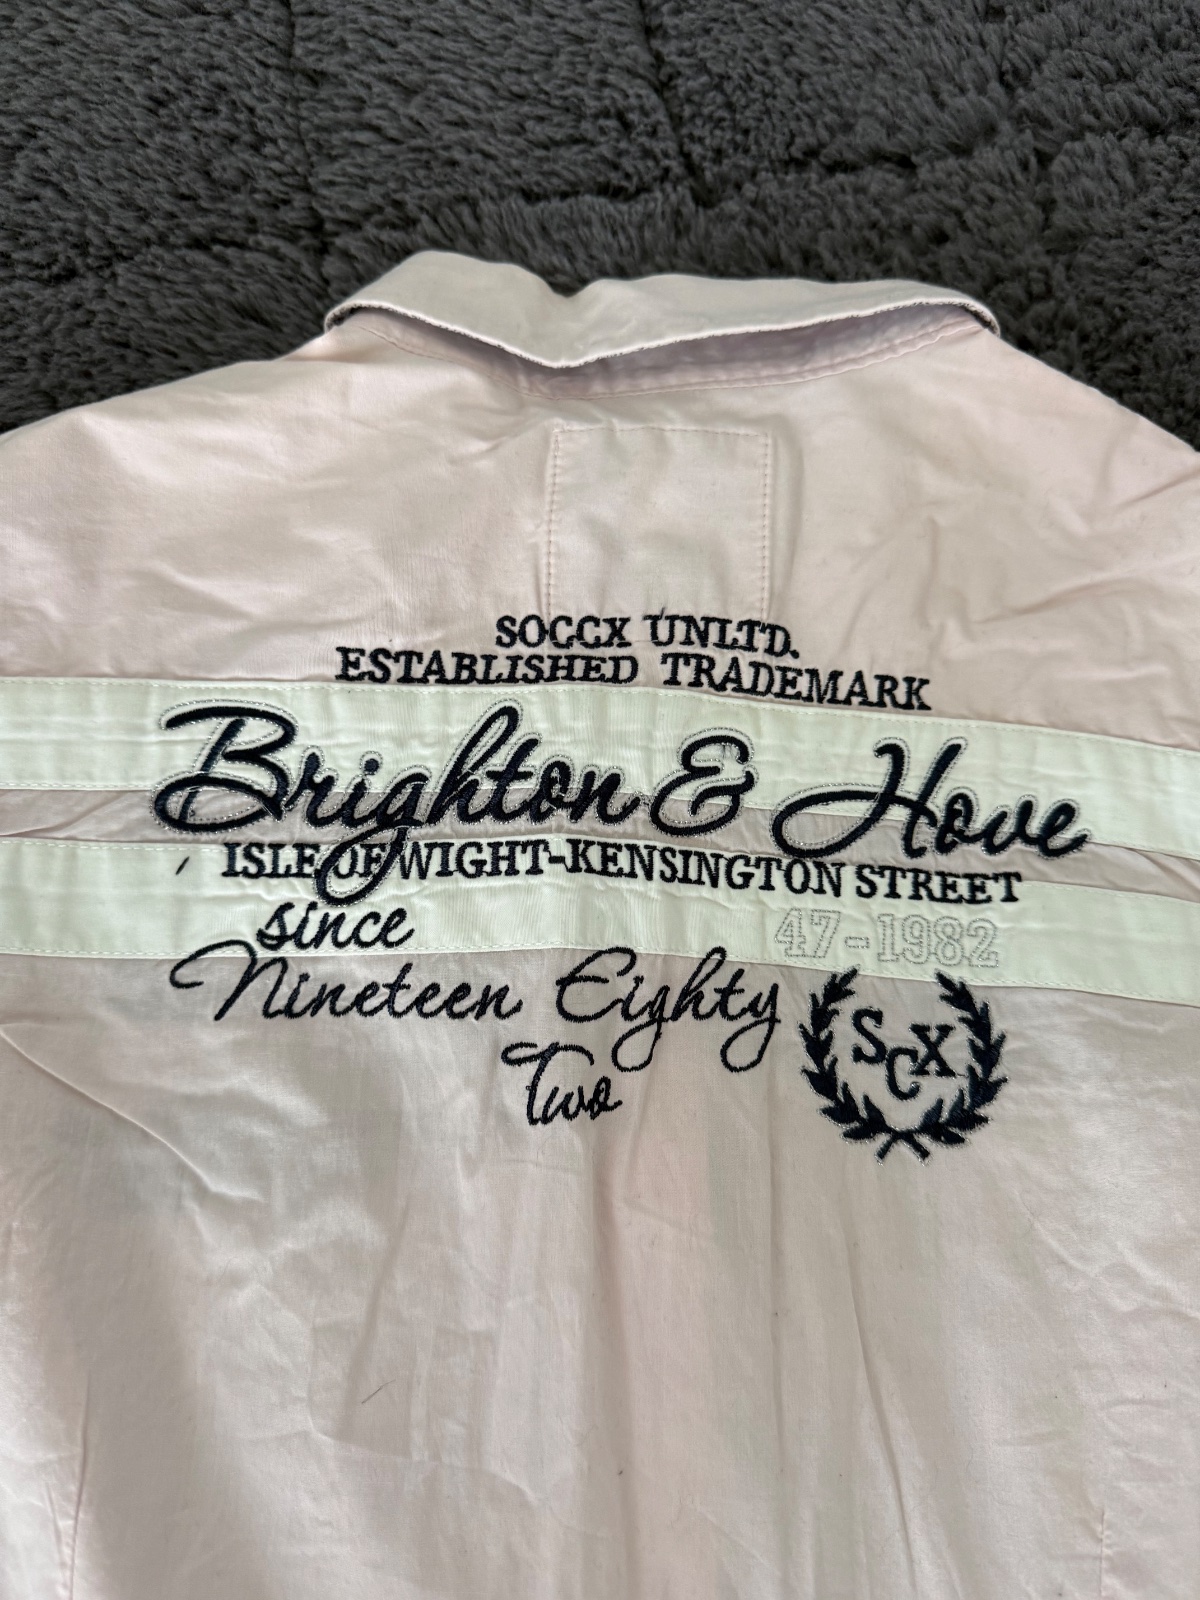 SOCCX UNLTD.
ESTABLISHED TRADEMARK
Brighton & Hove
ISLE OF WIGHT-KENSINGTON STREET
since
47-1982
Nineteen Eighty
Two
SCX